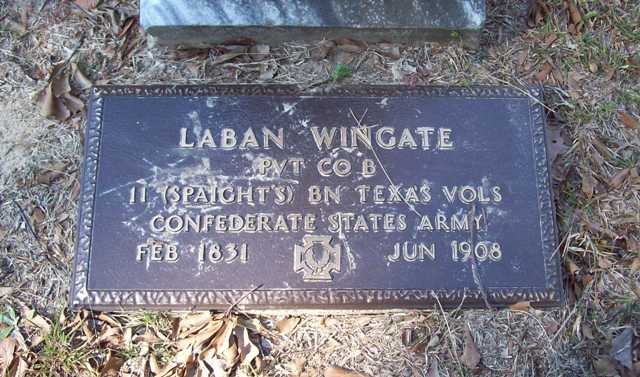 LABAN WINGATE
PVT CO B
11 (SPAIGHT'S) BN TEXAS VOLS
CONFEDERATE STATES ARMY
FEB 1831 JUN 1908